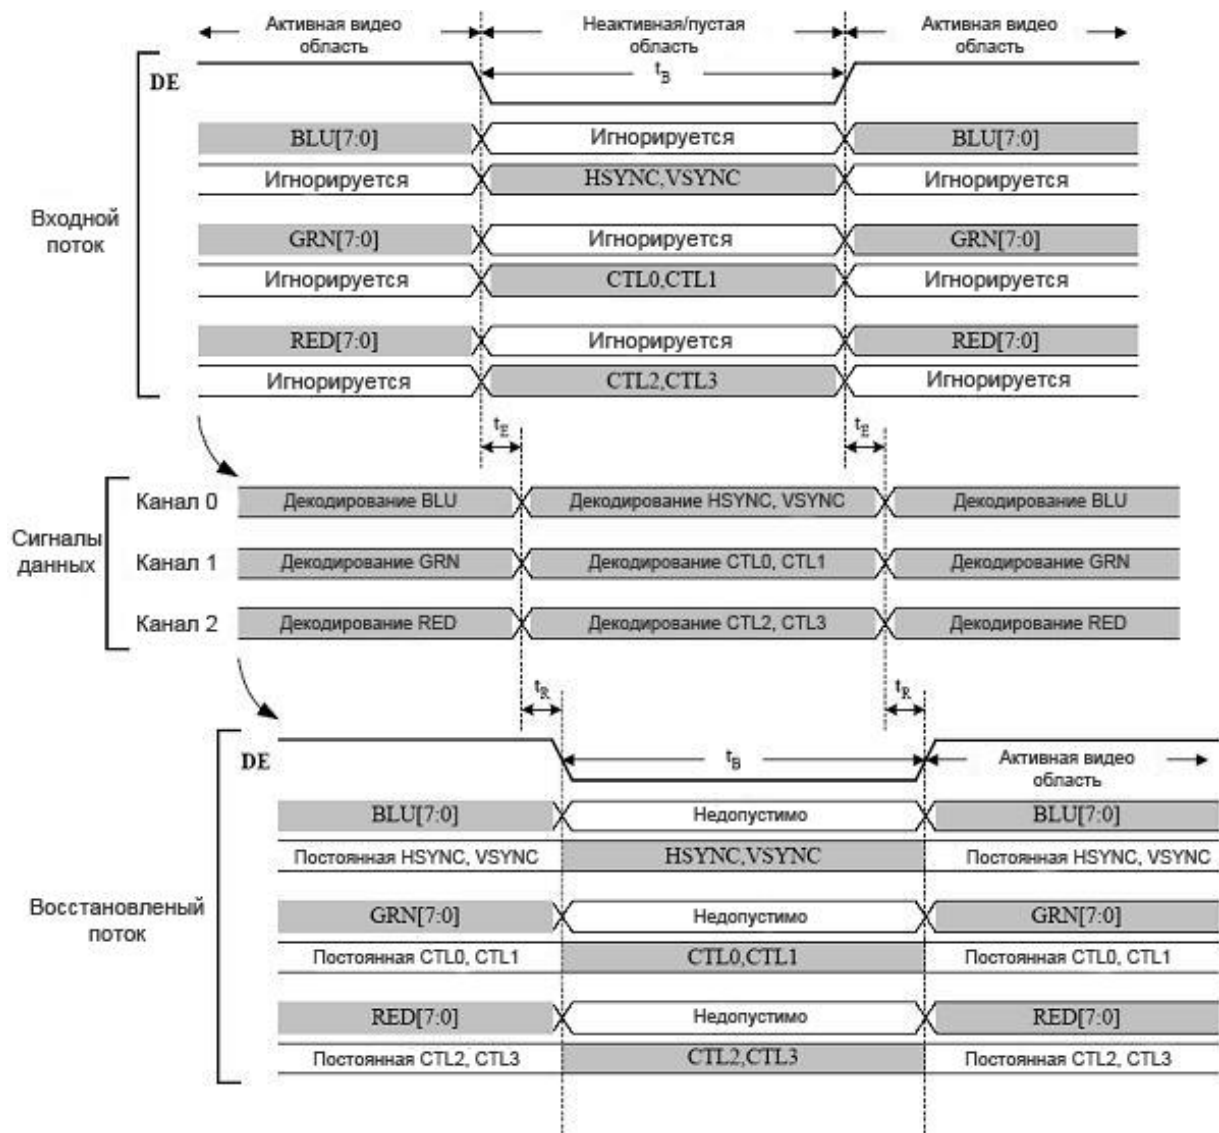 Активная видео
область
Неактивная/пустая
область
Активная видео
область
DE
tB
BLU[7:0]
Игнорируется
BLU[7:0]
Игнорируется
HSYNC,VSYNC
Игнорируется
Входной
поток
GRN[7:0]
Игнорируется
GRN[7:0]
Игнорируется
CTL0,CTL1
Игнорируется
RED[7:0]
Игнорируется
RED[7:0]
Игнорируется
CTL2,CTL3
Игнорируется
tE
tE
Сигналы
данных
Канал 0
Декодирование BLU
Декодирование HSYNC, VSYNC
Декодирование BLU
Канал 1
Декодирование GRN
Декодирование CTL0, CTL1
Декодирование GRN
Канал 2
Декодирование RED
Декодирование CTL2, CTL3
Декодирование RED
tR
tR
DE
tB
Активная видео
область
BLU[7:0]
Недопустимо
BLU[7:0]
Постоянная HSYNC, VSYNC
HSYNC,VSYNC
Постоянная HSYNC, VSYNC
Восстановленый
поток
GRN[7:0]
Недопустимо
GRN[7:0]
Постоянная CTL0, CTL1
CTL0,CTL1
Постоянная CTL0, CTL1
RED[7:0]
Недопустимо
RED[7:0]
Постоянная CTL2, CTL3
CTL2,CTL3
Постоянная CTL2, CTL3